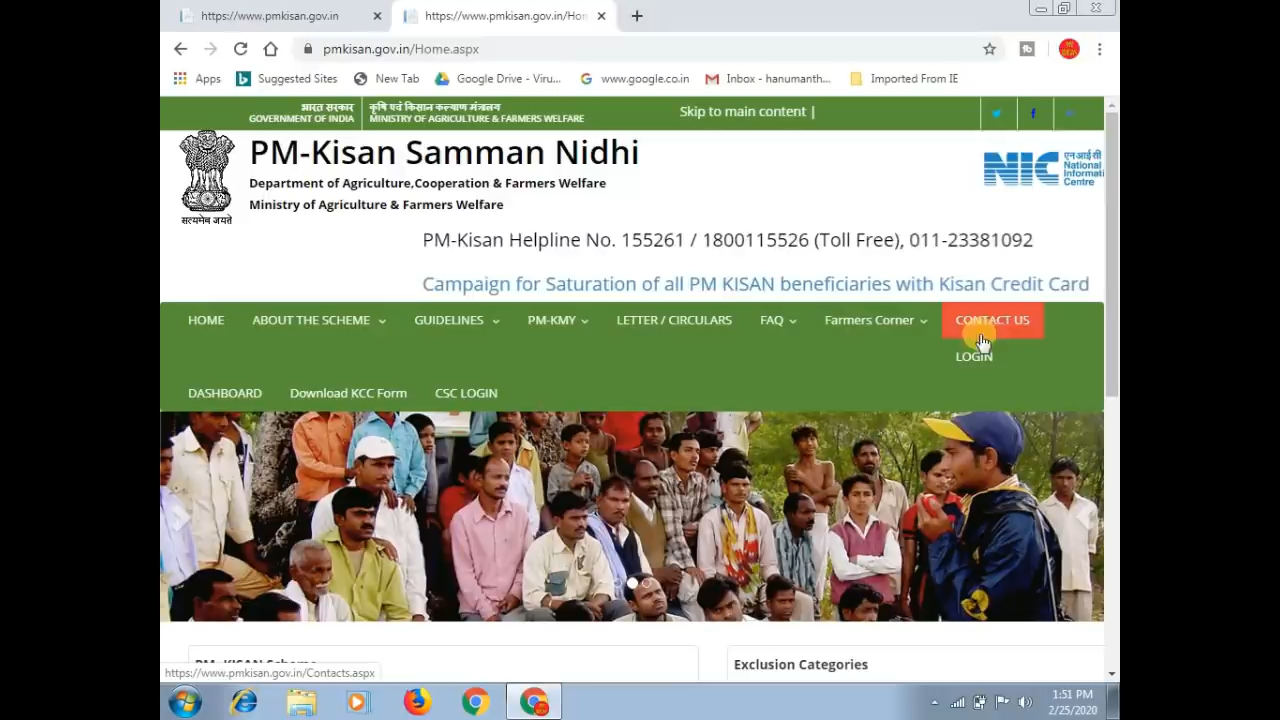 https://www.pmkisan.gov.in
https://www.pmkisan.gov.in/Hom
pmkisan.gov.in/Home.aspx
Apps Suggested Sites New Tab Google Drive - Viru... www.google.co.in Inbox - hanumanth... Imported From IE
भारत सरकार
GOVERNMENT OF INDIA
कृषि एवं किसान कल्याण मंत्रालय
MINISTRY OF AGRICULTURE & FARMERS WELFARE
Skip to main content |
PM-Kisan Samman Nidhi
Department of Agriculture,Cooperation & Farmers Welfare
Ministry of Agriculture & Farmers Welfare
सत्यमेव जयते
NIC
एनआईसी
National
Informati
Centre
PM-Kisan Helpline No. 155261 / 1800115526 (Toll Free), 011-23381092
Campaign for Saturation of all PM KISAN beneficiaries with Kisan Credit Card
HOME ABOUT THE SCHEME GUIDELINES PM-KMY LETTER / CIRCULARS FAQ Farmers Corner CONTACT US
LOGIN
DASHBOARD Download KCC Form CSC LOGIN
PM-KISAN Scheme
Exclusion Categories
https://www.pmkisan.gov.in/Contacts.aspx
1:51 PM
2/25/2020